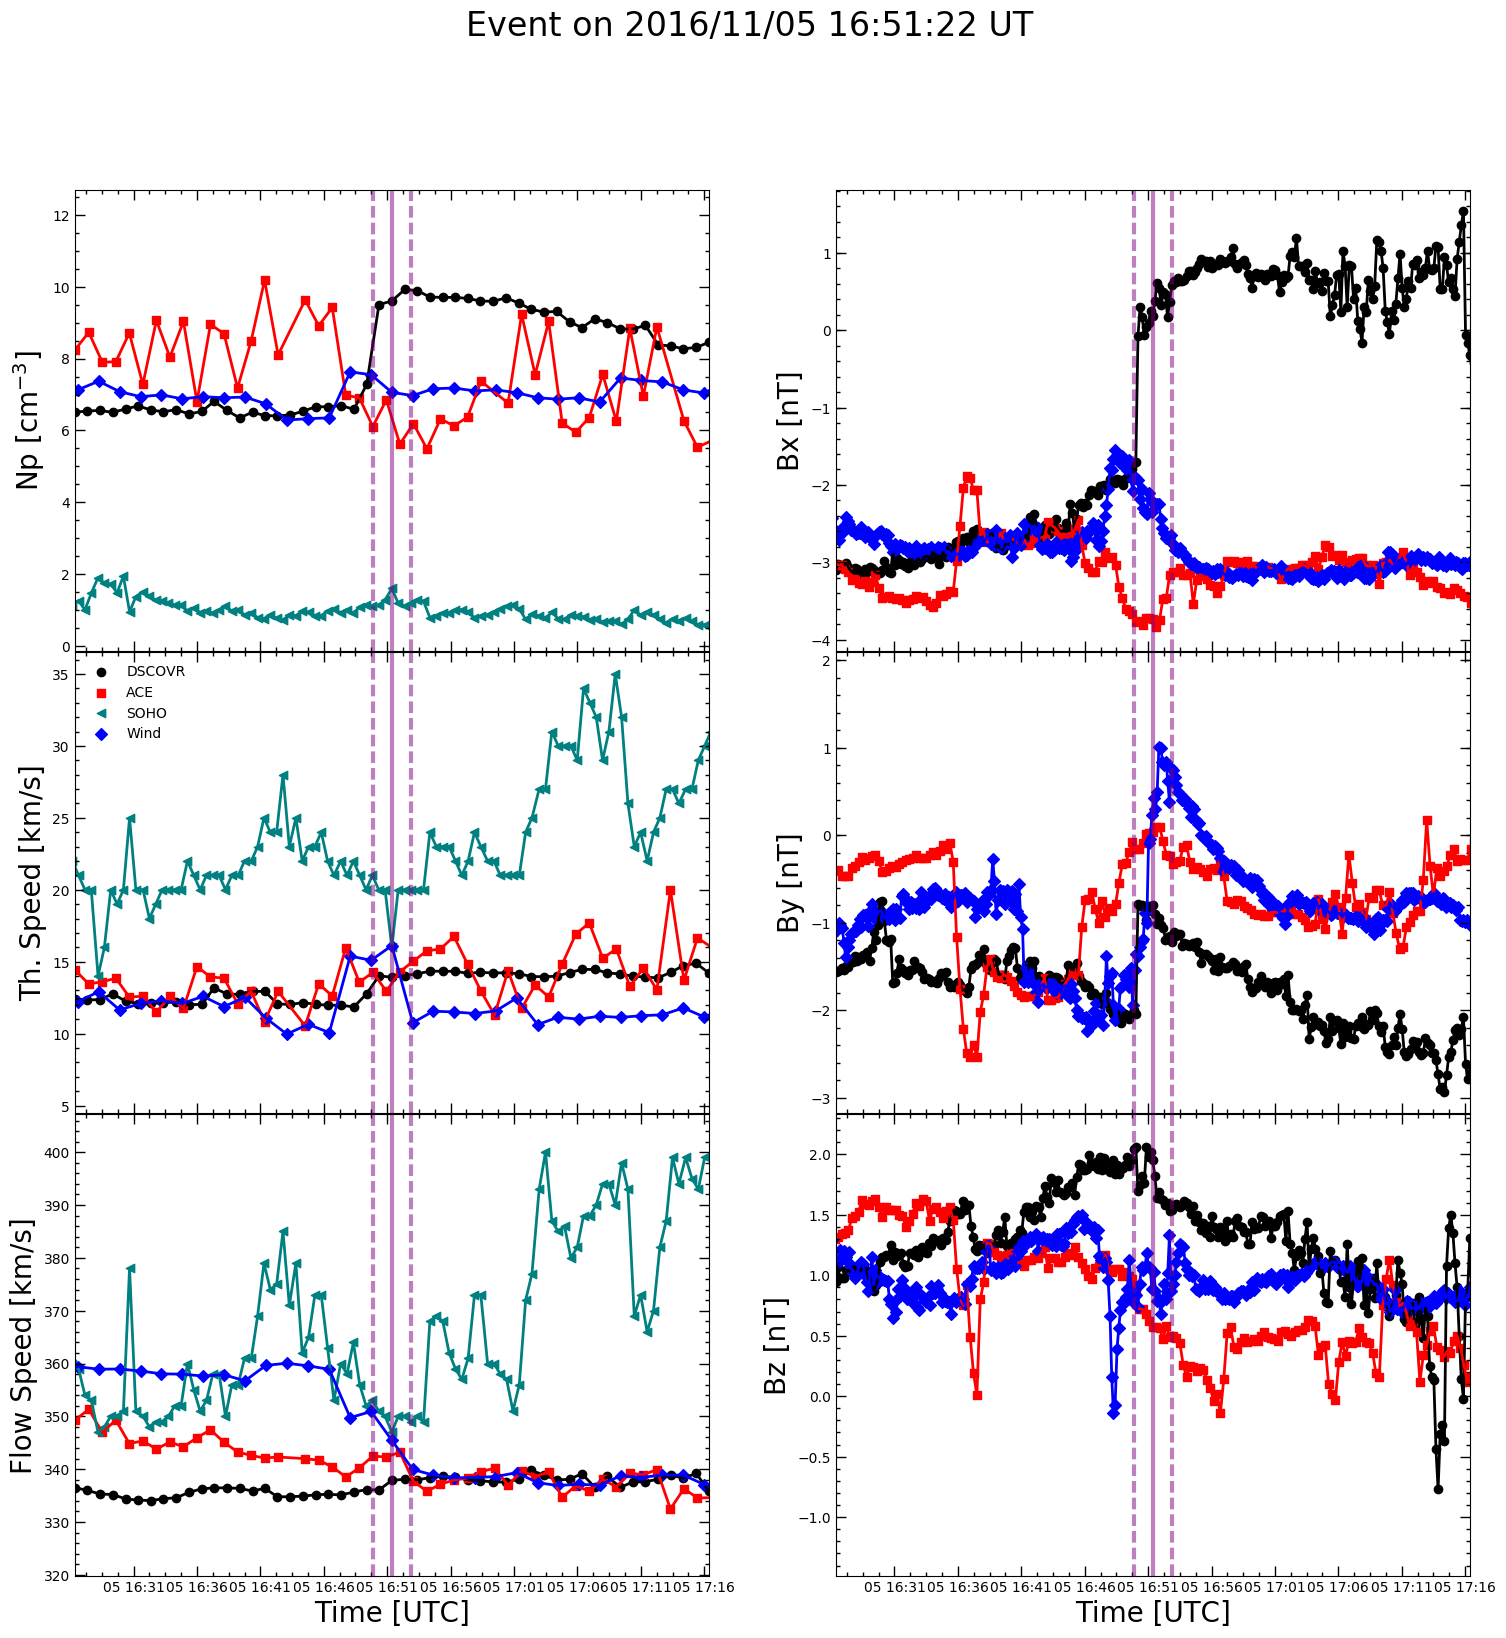 Event on 2016/11/05 16:51:22 UT
12
10
8
6
4
2
0
Np [cm⁻³]
35
30
25
20
15
10
5
Th. Speed [km/s]
DSCOVR
ACE
SOHO
Wind
400
390
380
370
360
350
340
330
320
Flow Speed [km/s]
05 16:31 05 16:36 05 16:41 05 16:46 05 16:51 05 16:56 05 17:01 05 17:06 05 17:11 05 17:16
Time [UTC]
1
0
−1
−2
−3
−4
Bx [nT]
2
1
0
−1
−2
−3
By [nT]
2.0
1.5
1.0
0.5
0.0
−0.5
−1.0
Bz [nT]
05 16:31 05 16:36 05 16:41 05 16:46 05 16:51 05 16:56 05 17:01 05 17:06 05 17:11 05 17:16
Time [UTC]